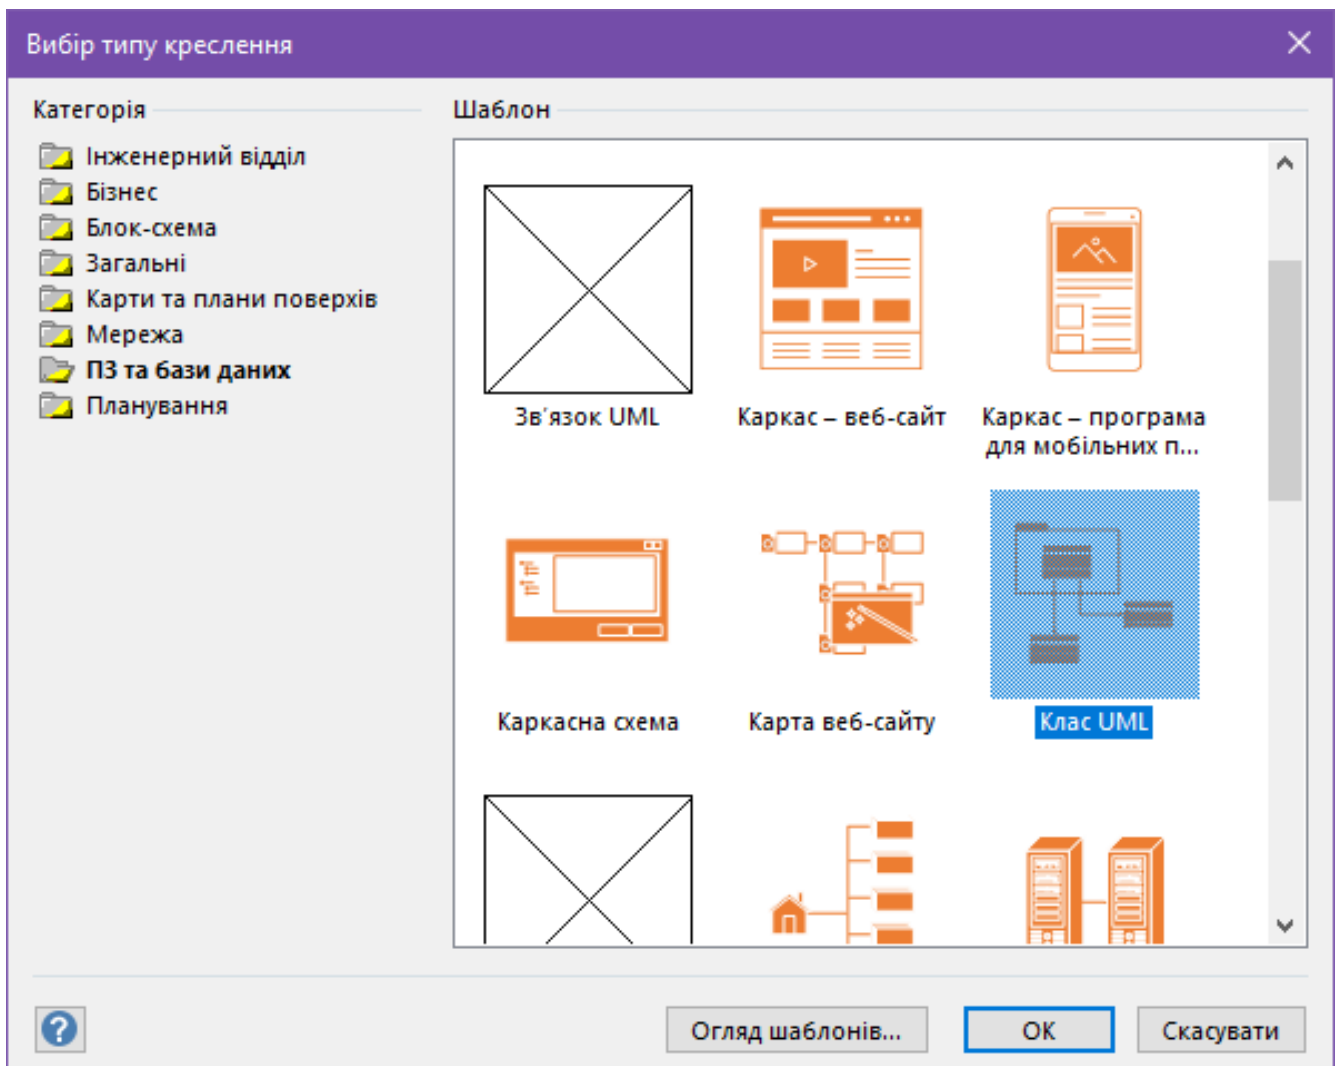 Вибір типу креслення
Категорія
Інженерний відділ
Бізнес
Блок-схема
Загальні
Карти та плани поверхів
Мережа
ПЗ та бази даних
Планування
Шаблон
Зв'язок UML
Каркас – веб-сайт
Каркас – програма
для мобільних п...
Каркасна схема
Карта веб-сайту
Клас UML
?
Огляд шаблонів...
ОК
Скасувати